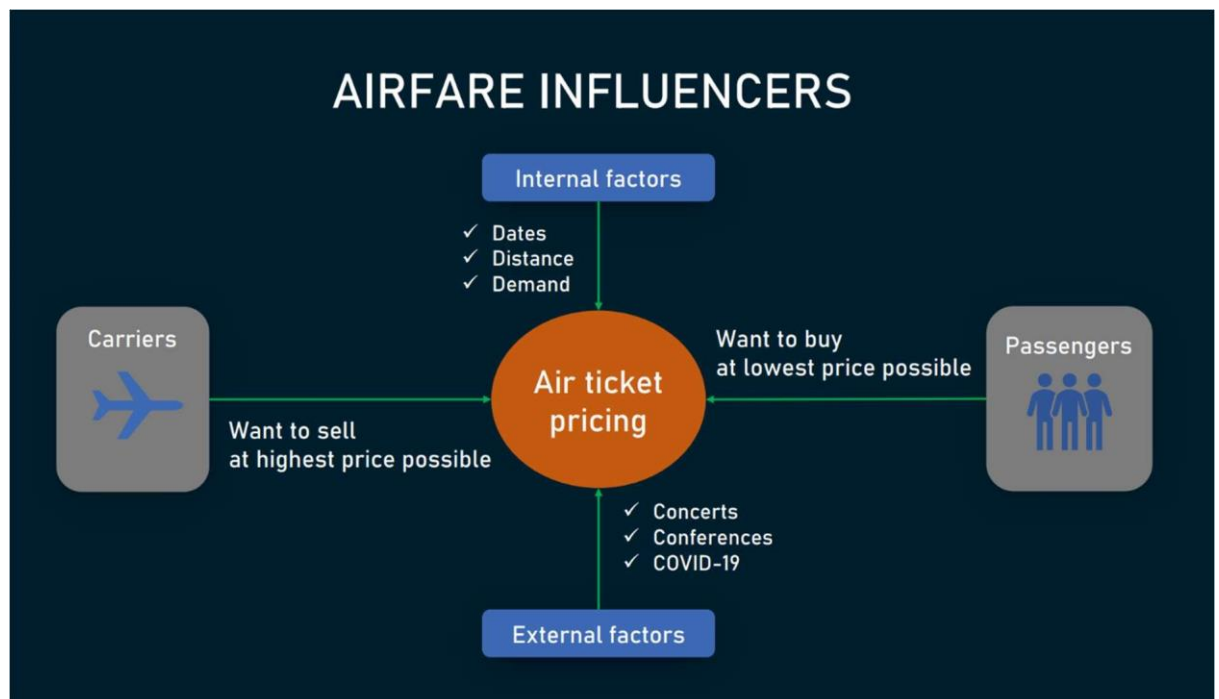 AIRFARE INFLUENCERS
Internal factors
✓ Dates
✓ Distance
✓ Demand
Carriers
Want to sell
at highest price possible
Air ticket
pricing
Want to buy
at lowest price possible
Passengers
✓ Concerts
✓ Conferences
✓ COVID-19
External factors